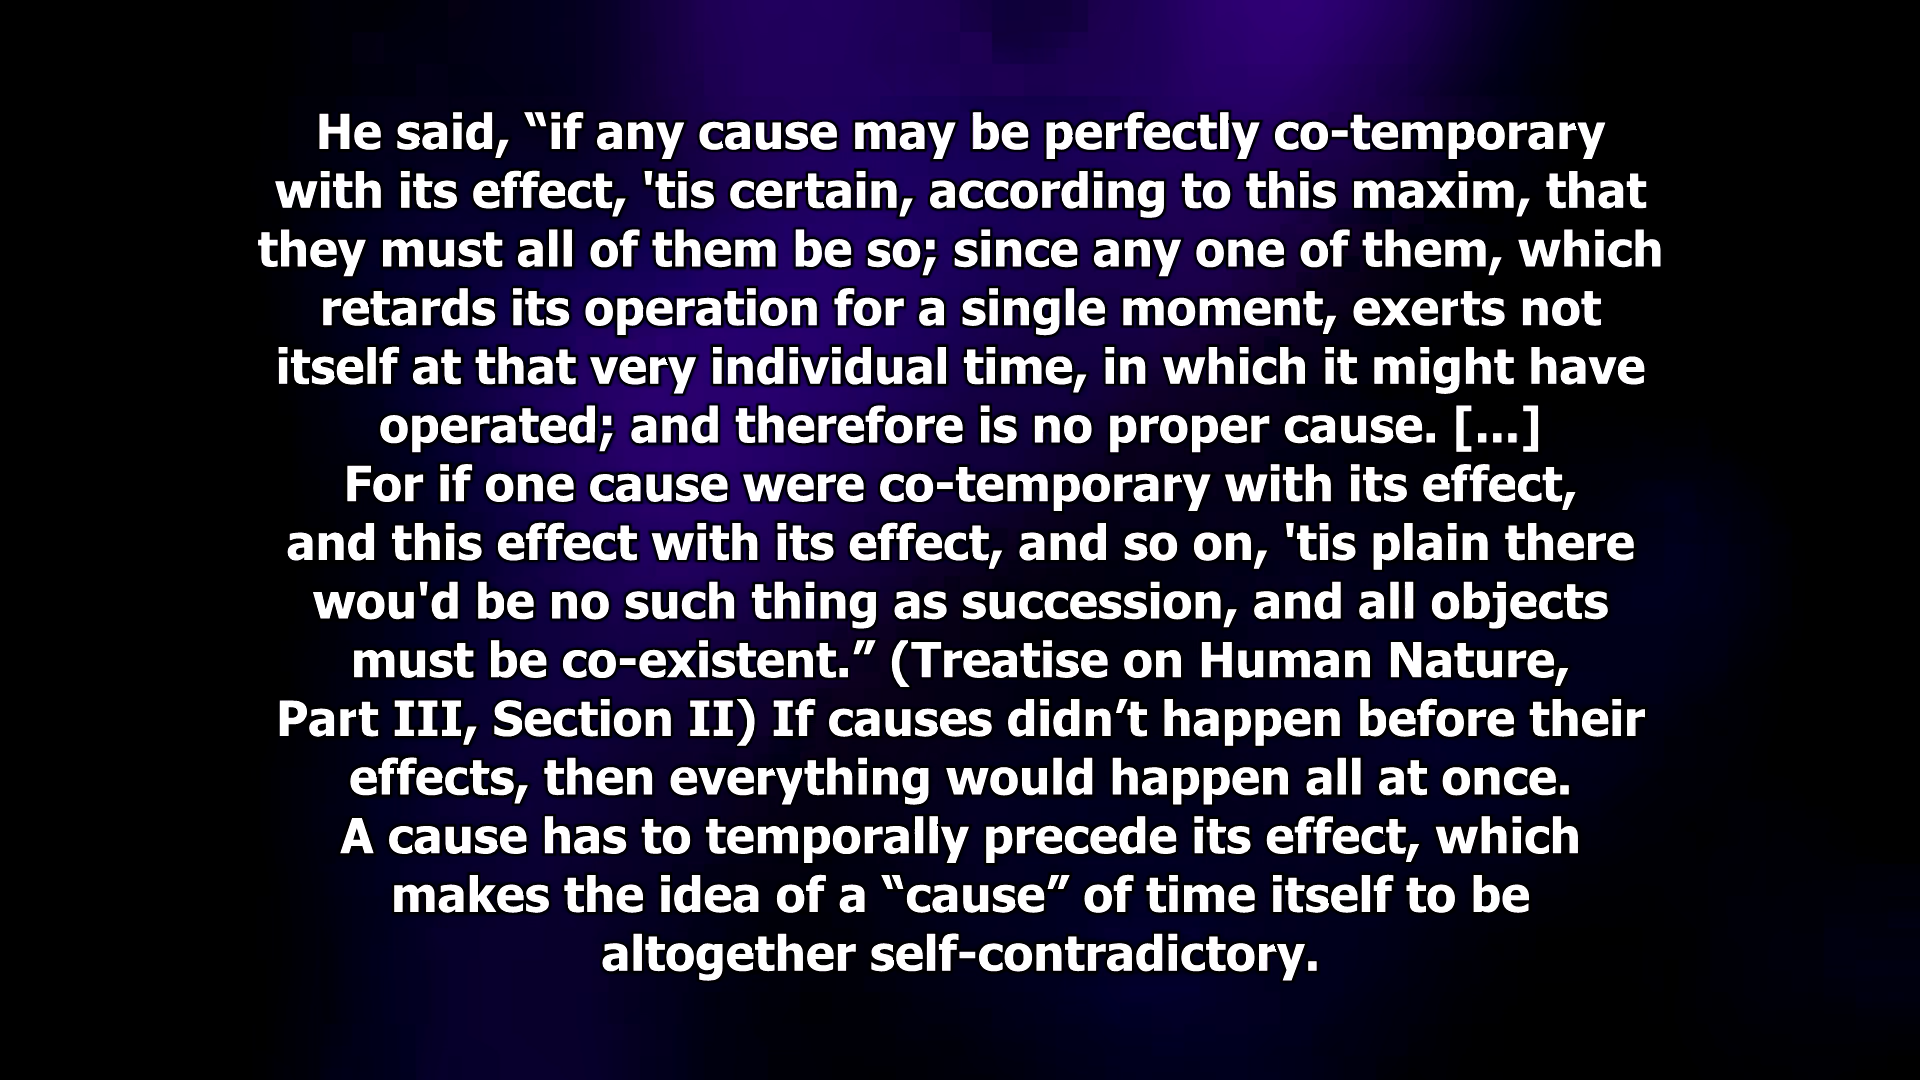 He said, “if any cause may be perfectly co-temporary
with its effect, 'tis certain, according to this maxim, that
they must all of them be so; since any one of them, which
retards its operation for a single moment, exerts not
itself at that very individual time, in which it might have
operated; and therefore is no proper cause. [...]
For if one cause were co-temporary with its effect,
and this effect with its effect, and so on, 'tis plain there
wou'd be no such thing as succession, and all objects
must be co-existent.” (Treatise on Human Nature,
Part III, Section II) If causes didn’t happen before their
effects, then everything would happen all at once.
A cause has to temporally precede its effect, which
makes the idea of a “cause” of time itself to be
altogether self-contradictory.